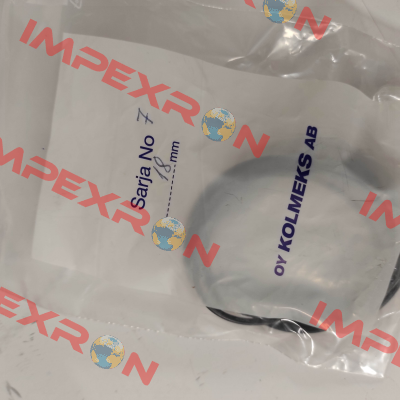 Sarja No 7
18 mm
OY KOLMEKS AB
IMPEXRON
IMPEXRON
IMPEXRON
IMPEXRON